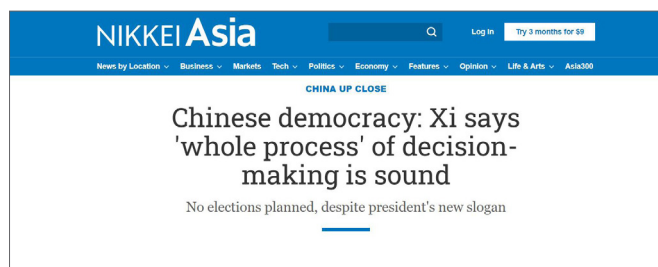 NIKKEI Asia
Log In
Try 3 months for $9
News by Location
Business
Markets
Tech
Politics
Economy
Features
Opinion
Life & Arts
Asia300
CHINA UP CLOSE
Chinese democracy: Xi says
'whole process' of decision-
making is sound
No elections planned, despite president's new slogan